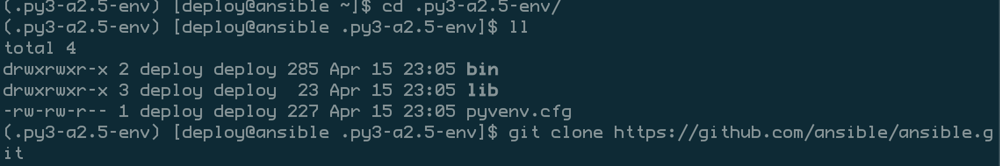 (.py3-a2.5-env) [deploy@ansible ~]$ cd .py3-a2.5-env/
(.py3-a2.5-env) [deploy@ansible .py3-a2.5-env]$ ll
total 4
drwxrwxr-x 2 deploy deploy 285 Apr 15 23:05 bin
drwxrwxr-x 3 deploy deploy  23 Apr 15 23:05 lib
-rw-rw-r-- 1 deploy deploy 227 Apr 15 23:05 pyvenv.cfg
(.py3-a2.5-env) [deploy@ansible .py3-a2.5-env]$ git clone https://github.com/ansible/ansible.g
it